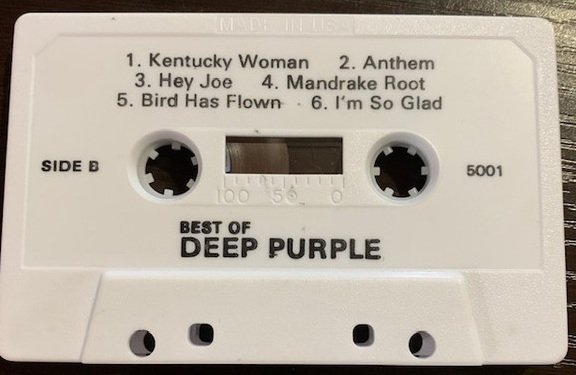 MADE IN U.S.A.
1. Kentucky Woman 2. Anthem
3. Hey Joe 4. Mandrake Root
5. Bird Has Flown 6. I'm So Glad
SIDE B
5001
100 50 0
BEST OF
DEEP PURPLE